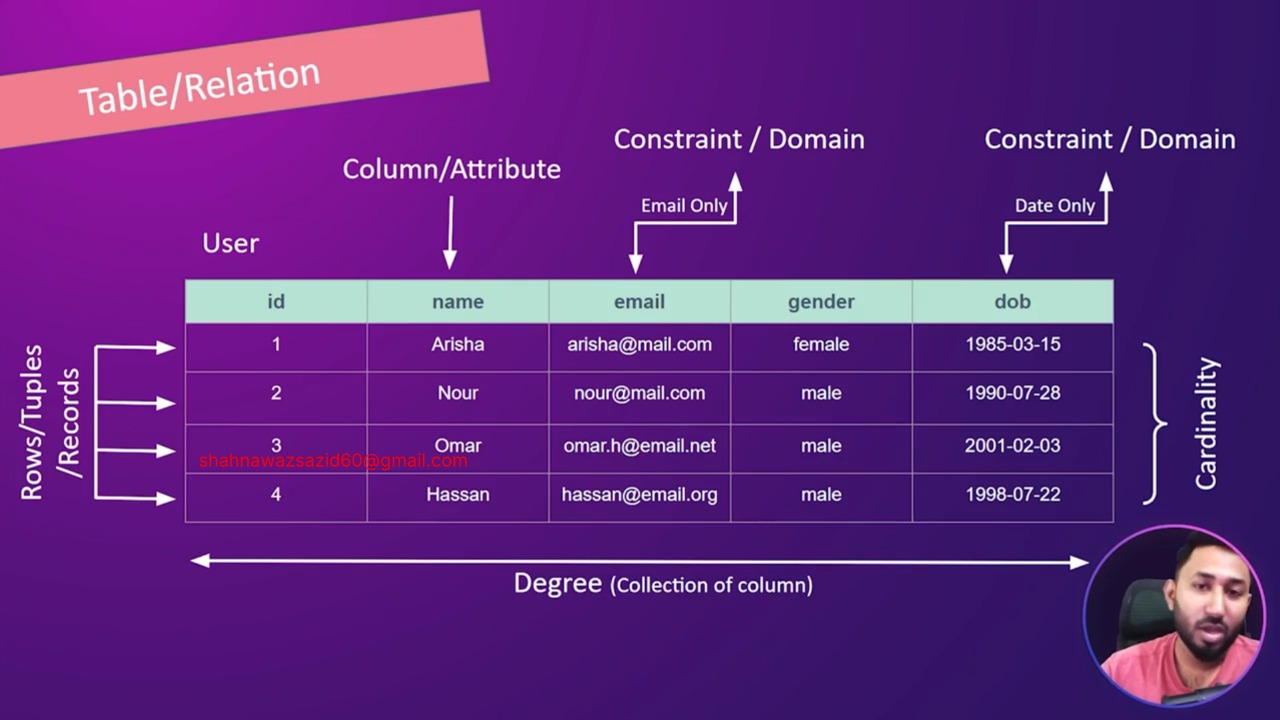 Table/Relation
Constraint / Domain
Constraint / Domain
Column/Attribute
Email Only
Date Only
User
id name email gender dob
1 Arisha arisha@mail.com female 1985-03-15
2 Nour nour@mail.com male 1990-07-28
3 Omar omar.h@email.net male 2001-02-03
shahnawazsazid60@gmail.com
4 Hassan hassan@email.org male 1998-07-22
Rows/Tuples
/Records
Cardinality
Degree (Collection of column)